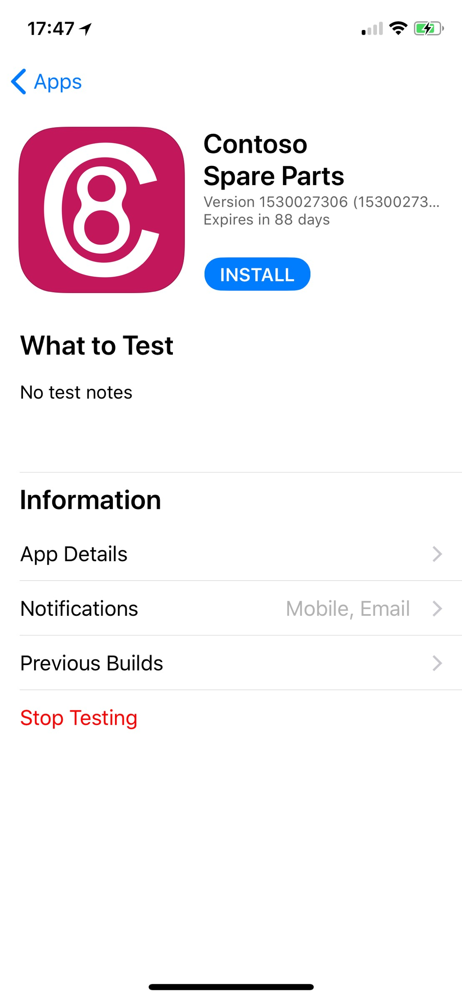 17:47
Apps
C8
Contoso
Spare Parts
Version 1530027306 (15300273...
Expires in 88 days
INSTALL
What to Test
No test notes
Information
App Details
Notifications Mobile, Email
Previous Builds
Stop Testing